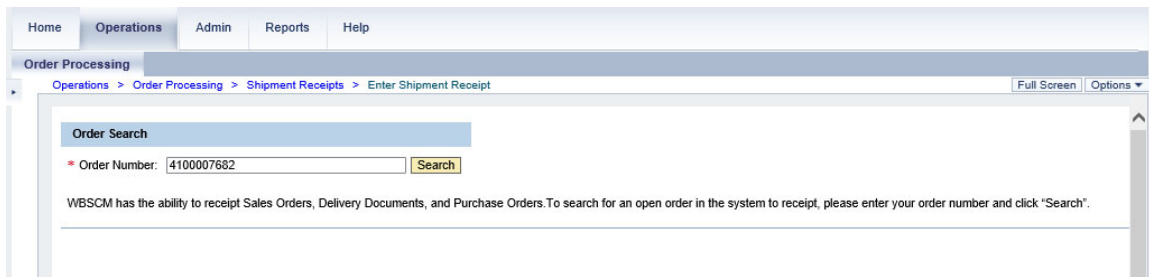 Home Operations Admin Reports Help
Order Processing
Operations > Order Processing > Shipment Receipts > Enter Shipment Receipt Full Screen Options
Order Search
* Order Number: 4100007682 Search
WBSCM has the ability to receipt Sales Orders, Delivery Documents, and Purchase Orders.To search for an open order in the system to receipt, please enter your order number and click “Search”.